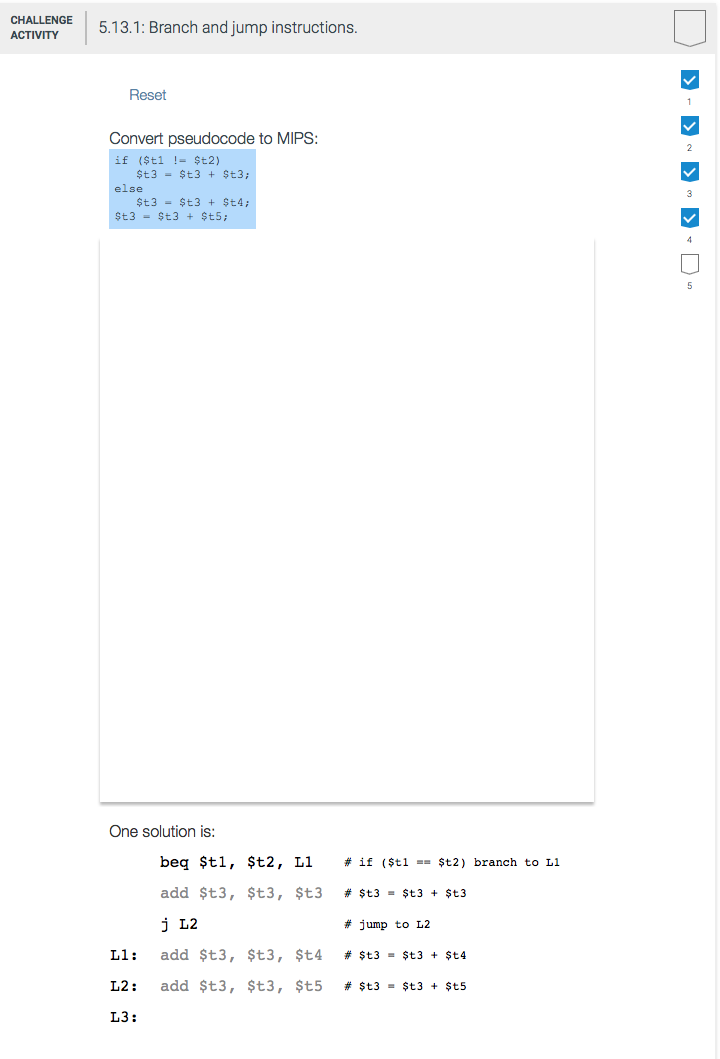 CHALLENGE
ACTIVITY
5.13.1: Branch and jump instructions.
Reset
1
2
3
4
5
Convert pseudocode to MIPS:
if ($t1 != $t2)
   $t3 = $t3 + $t3;
else
   $t3 = $t3 + $t4;
$t3 = $t3 + $t5;
One solution is:
beq $t1, $t2, L1 # if ($t1 == $t2) branch to L1
add $t3, $t3, $t3 # $t3 = $t3 + $t3
j L2 # jump to L2
L1: add $t3, $t3, $t4 # $t3 = $t3 + $t4
L2: add $t3, $t3, $t5 # $t3 = $t3 + $t5
L3: